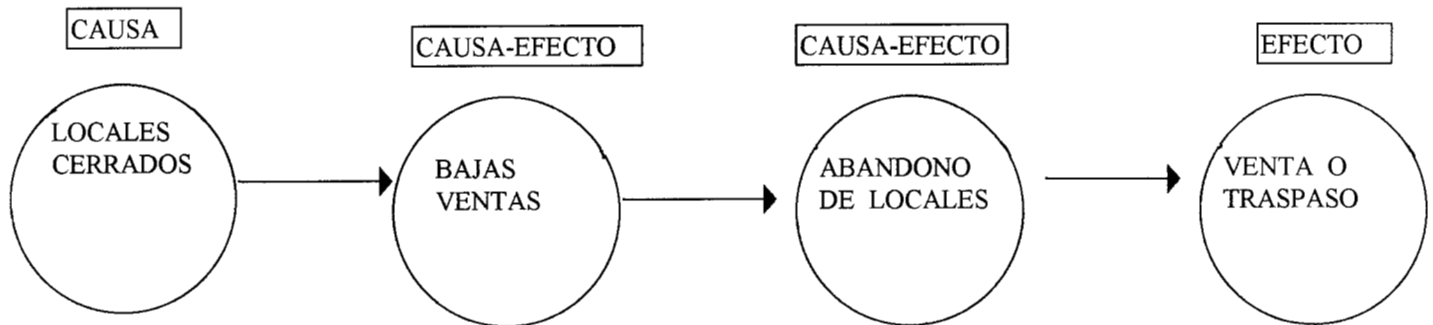 CAUSA
CAUSA-EFECTO
CAUSA-EFECTO
EFECTO
LOCALES
CERRADOS
BAJAS
VENTAS
ABANDONO
DE LOCALES
VENTA O
TRASPASO